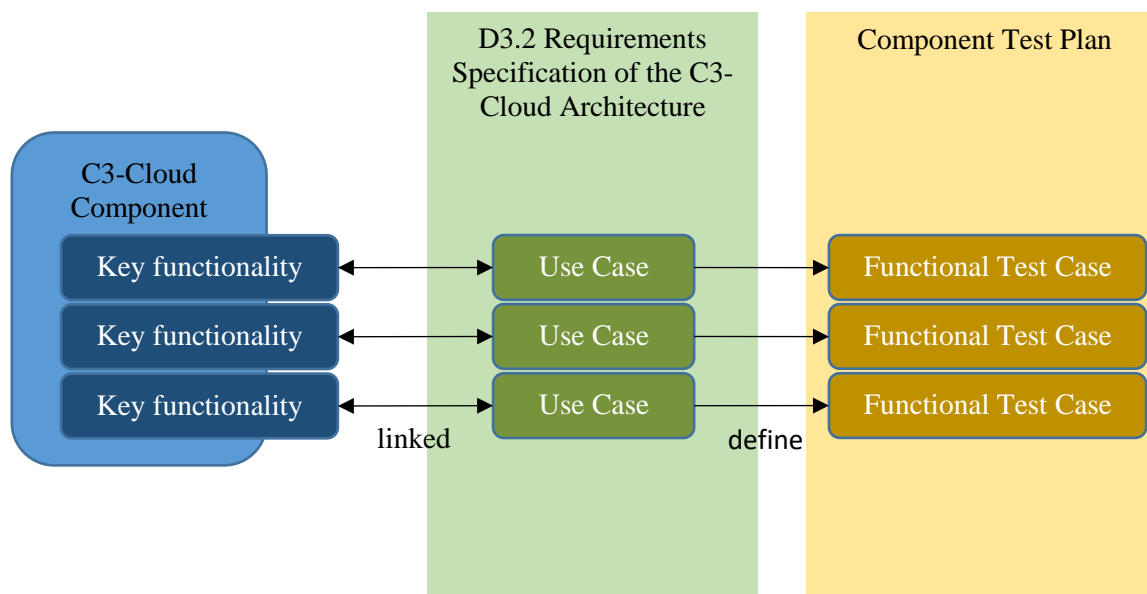 D3.2 Requirements
Specification of the C3-
Cloud Architecture
Component Test Plan
C3-Cloud
Component
Key functionality
Use Case
Functional Test Case
Key functionality
Use Case
Functional Test Case
Key functionality
Use Case
Functional Test Case
linked
define